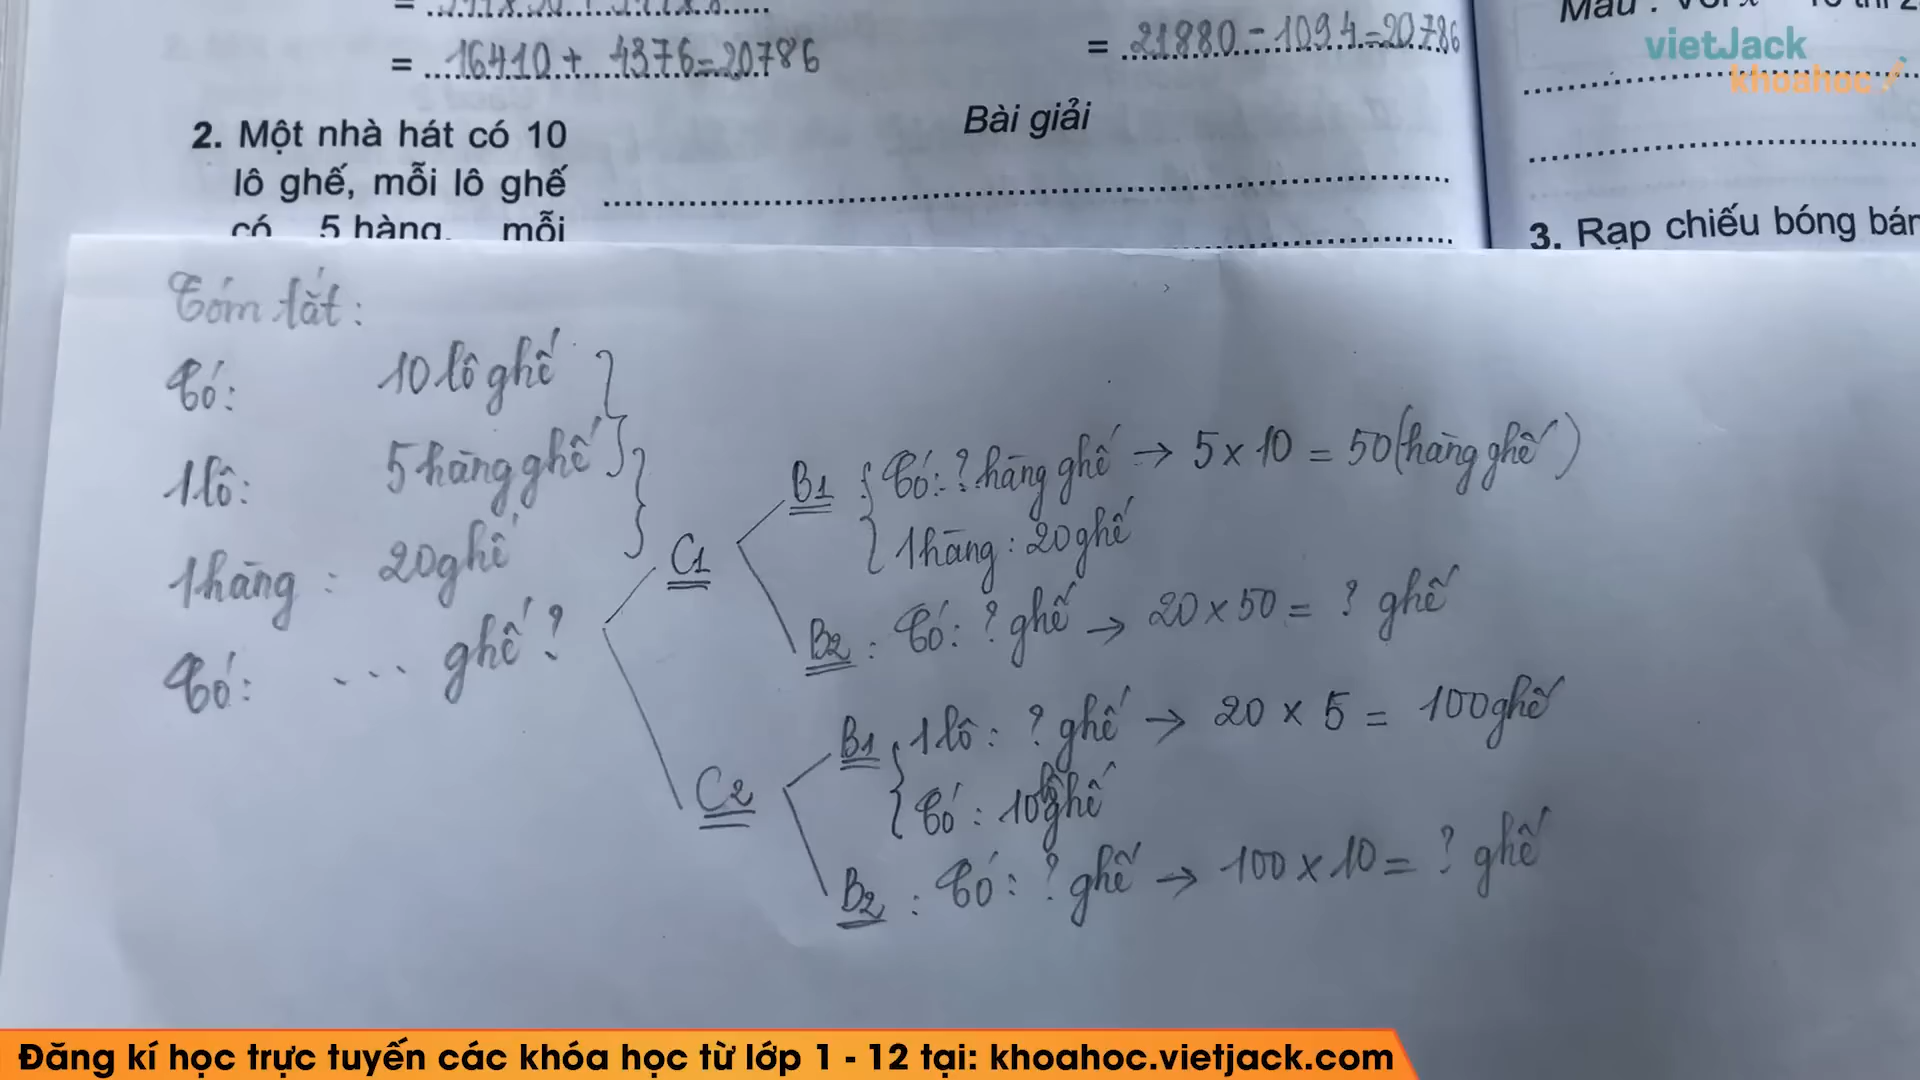 = 16410 + 4376 = 20786
= 21880 - 1094 = 20786
vietJack
khoahoc
Bài giải
2. Một nhà hát có 10
lô ghế, mỗi lô ghế
có 5 hàng, mỗi
3. Rạp chiếu bóng bán
Tóm tắt:
Có: 10 lô ghế
1 lô: 5 hàng ghế
1 hàng: 20 ghế
Có: ... ghế?
C1
B1 { Có: ? hàng ghế → 5 x 10 = 50 (hàng ghế)
1 hàng: 20 ghế
B2: Có: ? ghế → 20 x 50 = ? ghế
C2
B1 { 1 lô: ? ghế → 20 x 5 = 100 ghế
Có: 10 lô ghế
B2: Có: ? ghế → 100 x 10 = ? ghế
Đăng kí học trực tuyến các khóa học từ lớp 1 - 12 tại: khoahoc.vietjack.com